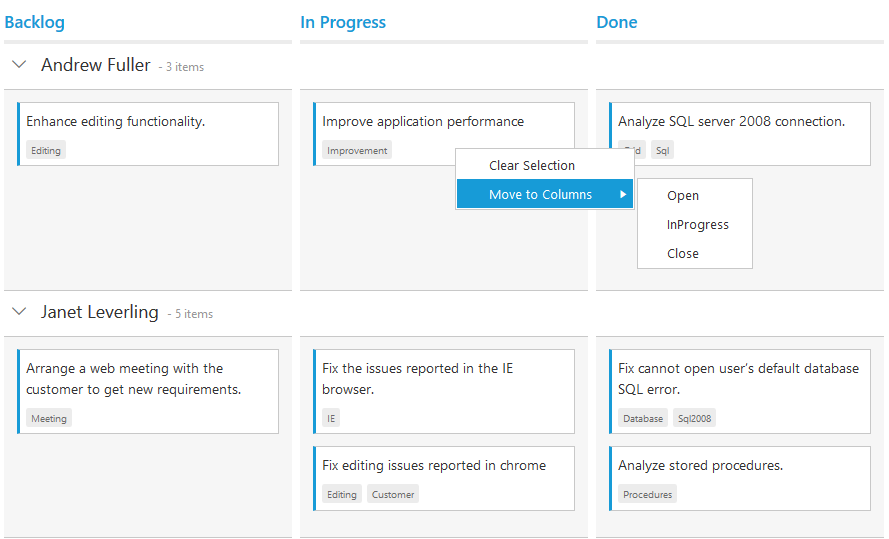 Backlog
In Progress
Done
Andrew Fuller - 3 items
Enhance editing functionality.
Editing
Improve application performance
Improvement
Analyze SQL server 2008 connection.
Sql
Clear Selection
Move to Columns
Open
InProgress
Close
Janet Leverling - 5 items
Arrange a web meeting with the
customer to get new requirements.
Meeting
Fix the issues reported in the IE
browser.
IE
Fix cannot open user’s default database
SQL error.
Database Sql2008
Fix editing issues reported in chrome
Editing Customer
Analyze stored procedures.
Procedures